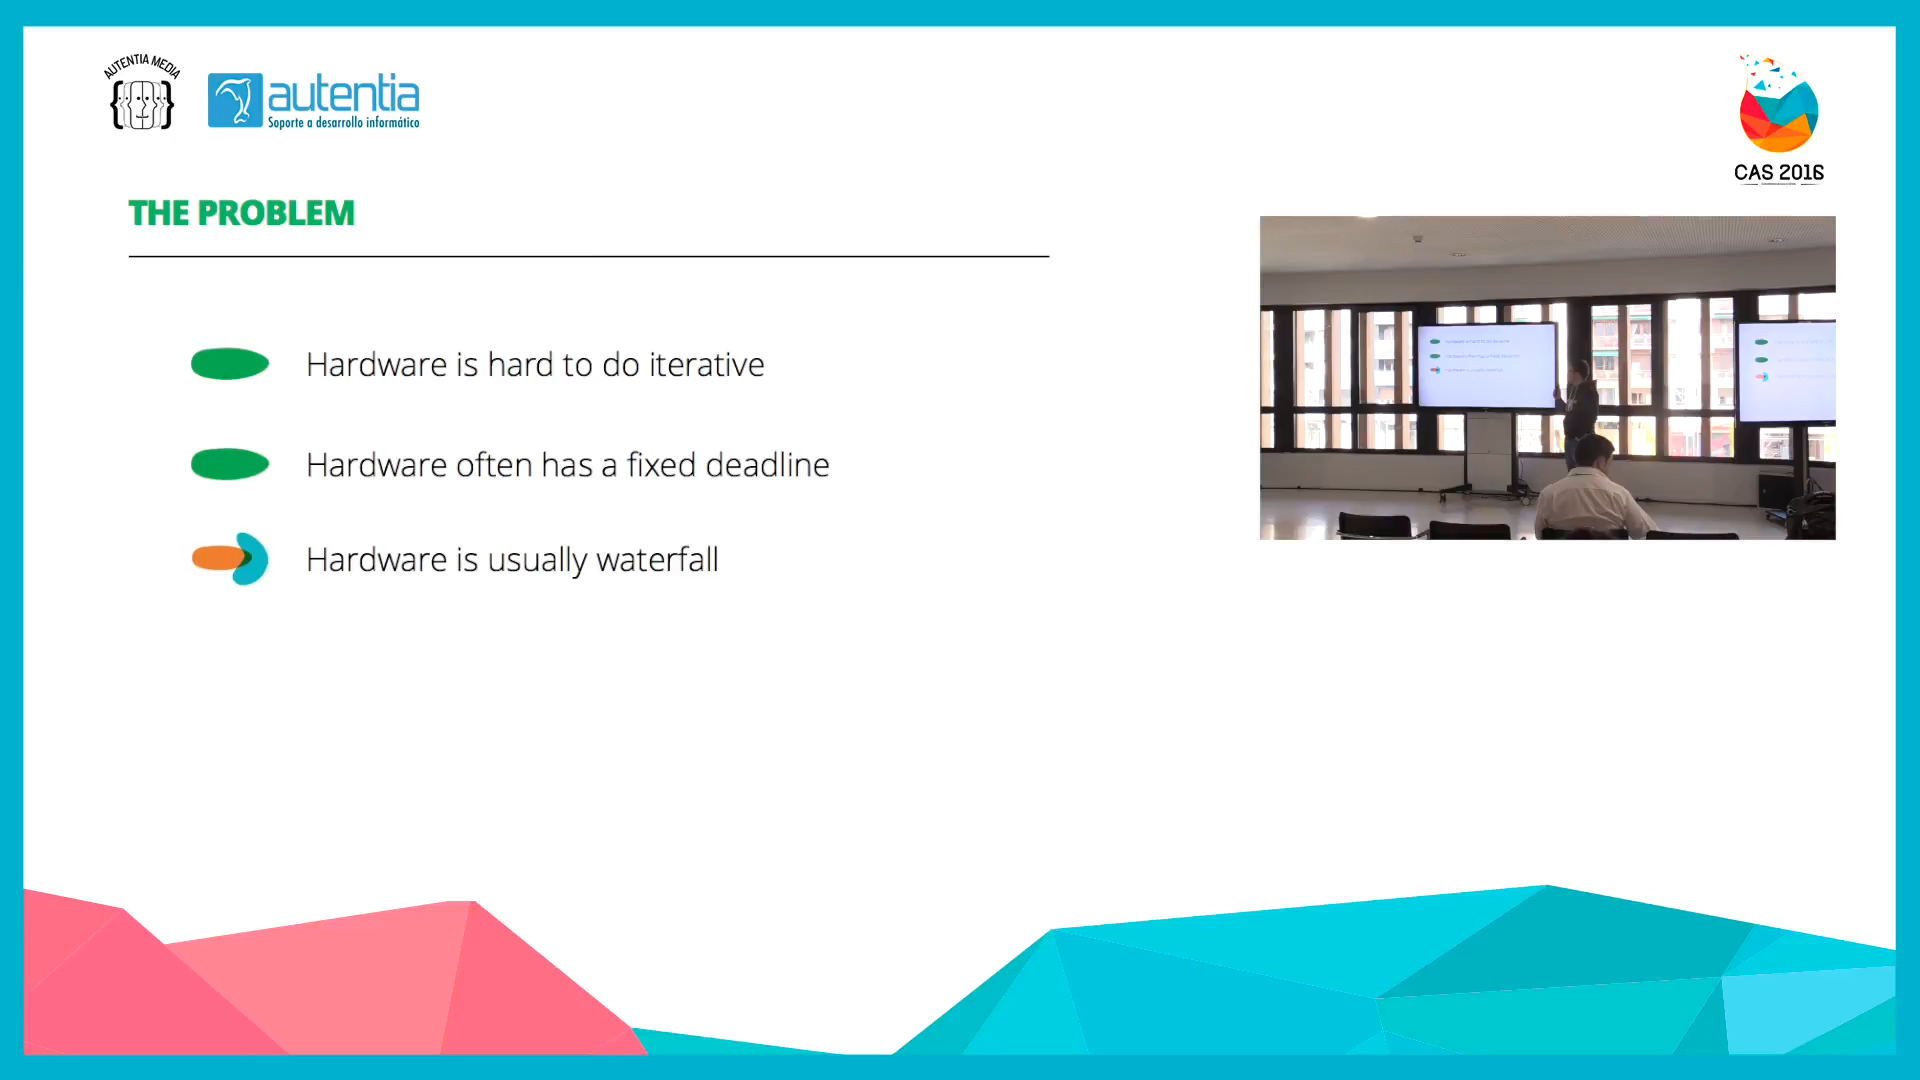 AUTENTIA MEDIA
autentia
Soporte a desarrollo informático
CAS 2016
THE PROBLEM
Hardware is hard to do iterative
Hardware often has a fixed deadline
Hardware is usually waterfall